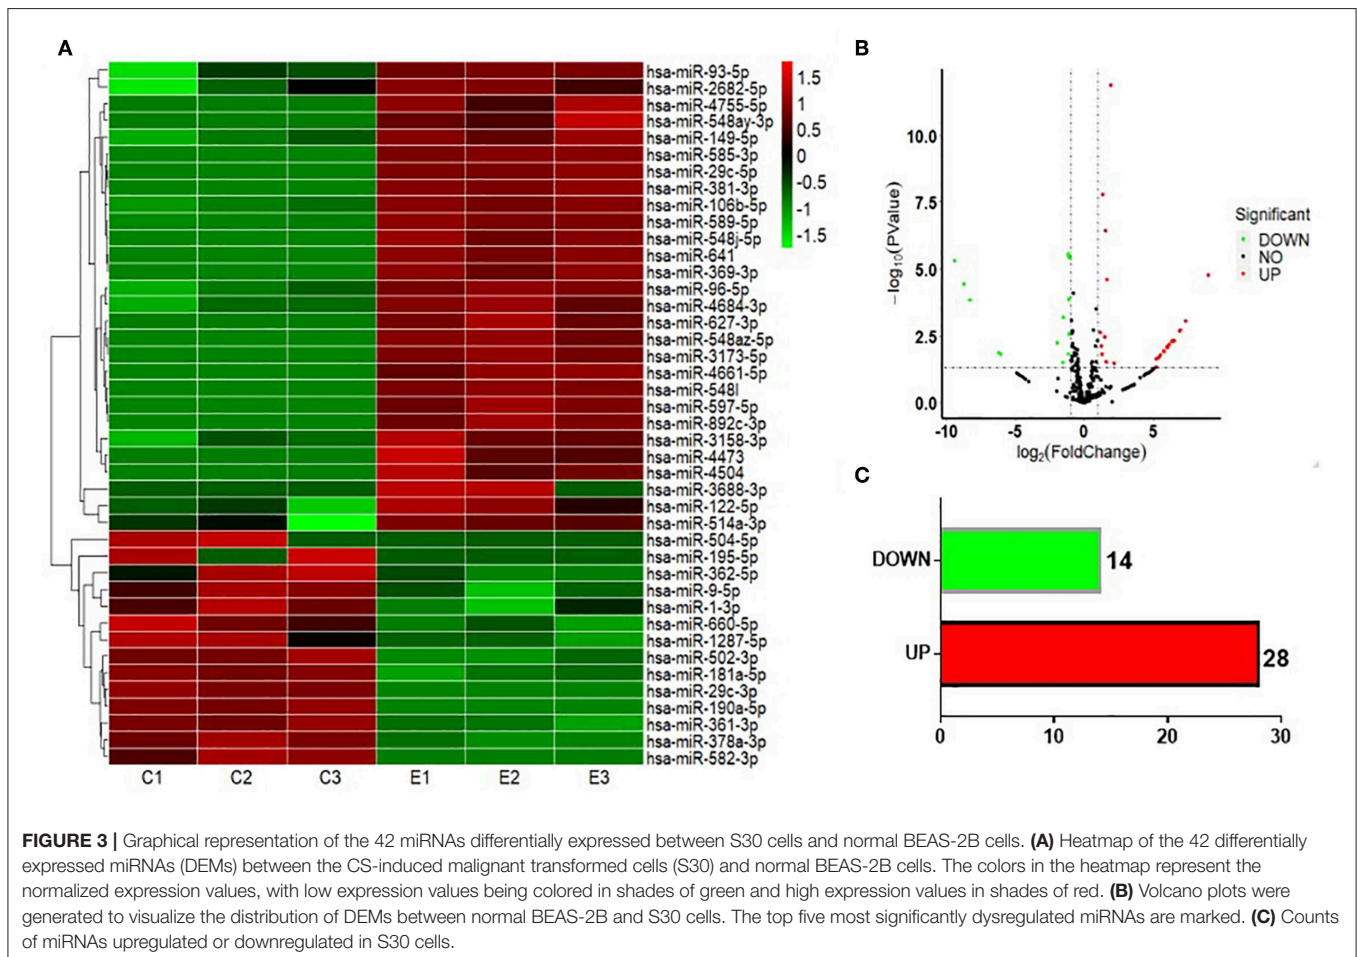 A
hsa-miR-93-5p
hsa-miR-2682-5p
hsa-miR-4755-5p
hsa-miR-548ay-3p
hsa-miR-149-5p
hsa-miR-585-3p
hsa-miR-29c-5p
hsa-miR-381-3p
hsa-miR-106b-5p
hsa-miR-589-5p
hsa-miR-548j-5p
hsa-miR-641
hsa-miR-369-3p
hsa-miR-96-5p
hsa-miR-4684-3p
hsa-miR-627-3p
hsa-miR-548az-5p
hsa-miR-3173-5p
hsa-miR-4661-5p
hsa-miR-548l
hsa-miR-597-5p
hsa-miR-892c-3p
hsa-miR-3158-3p
hsa-miR-4473
hsa-miR-4504
hsa-miR-3688-3p
hsa-miR-122-5p
hsa-miR-514a-3p
hsa-miR-504-5p
hsa-miR-195-5p
hsa-miR-362-5p
hsa-miR-9-5p
hsa-miR-1-3p
hsa-miR-660-5p
hsa-miR-1287-5p
hsa-miR-502-3p
hsa-miR-181a-5p
hsa-miR-29c-3p
hsa-miR-190a-5p
hsa-miR-361-3p
hsa-miR-378a-3p
hsa-miR-582-3p
C1 C2 C3 E1 E2 E3
1.5
1
0.5
0
-0.5
-1
-1.5
B
−log10(PValue)
10.0
7.5
5.0
2.5
0.0
-10 -5 0 5
log2(FoldChange)
Significant
DOWN
NO
UP
C
DOWN 14
UP 28
0 10 20 30
FIGURE 3 | Graphical representation of the 42 miRNAs differentially expressed between S30 cells and normal BEAS-2B cells. (A) Heatmap of the 42 differentially
expressed miRNAs (DEMs) between the CS-induced malignant transformed cells (S30) and normal BEAS-2B cells. The colors in the heatmap represent the
normalized expression values, with low expression values being colored in shades of green and high expression values in shades of red. (B) Volcano plots were
generated to visualize the distribution of DEMs between normal BEAS-2B and S30 cells. The top five most significantly dysregulated miRNAs are marked. (C) Counts
of miRNAs upregulated or downregulated in S30 cells.